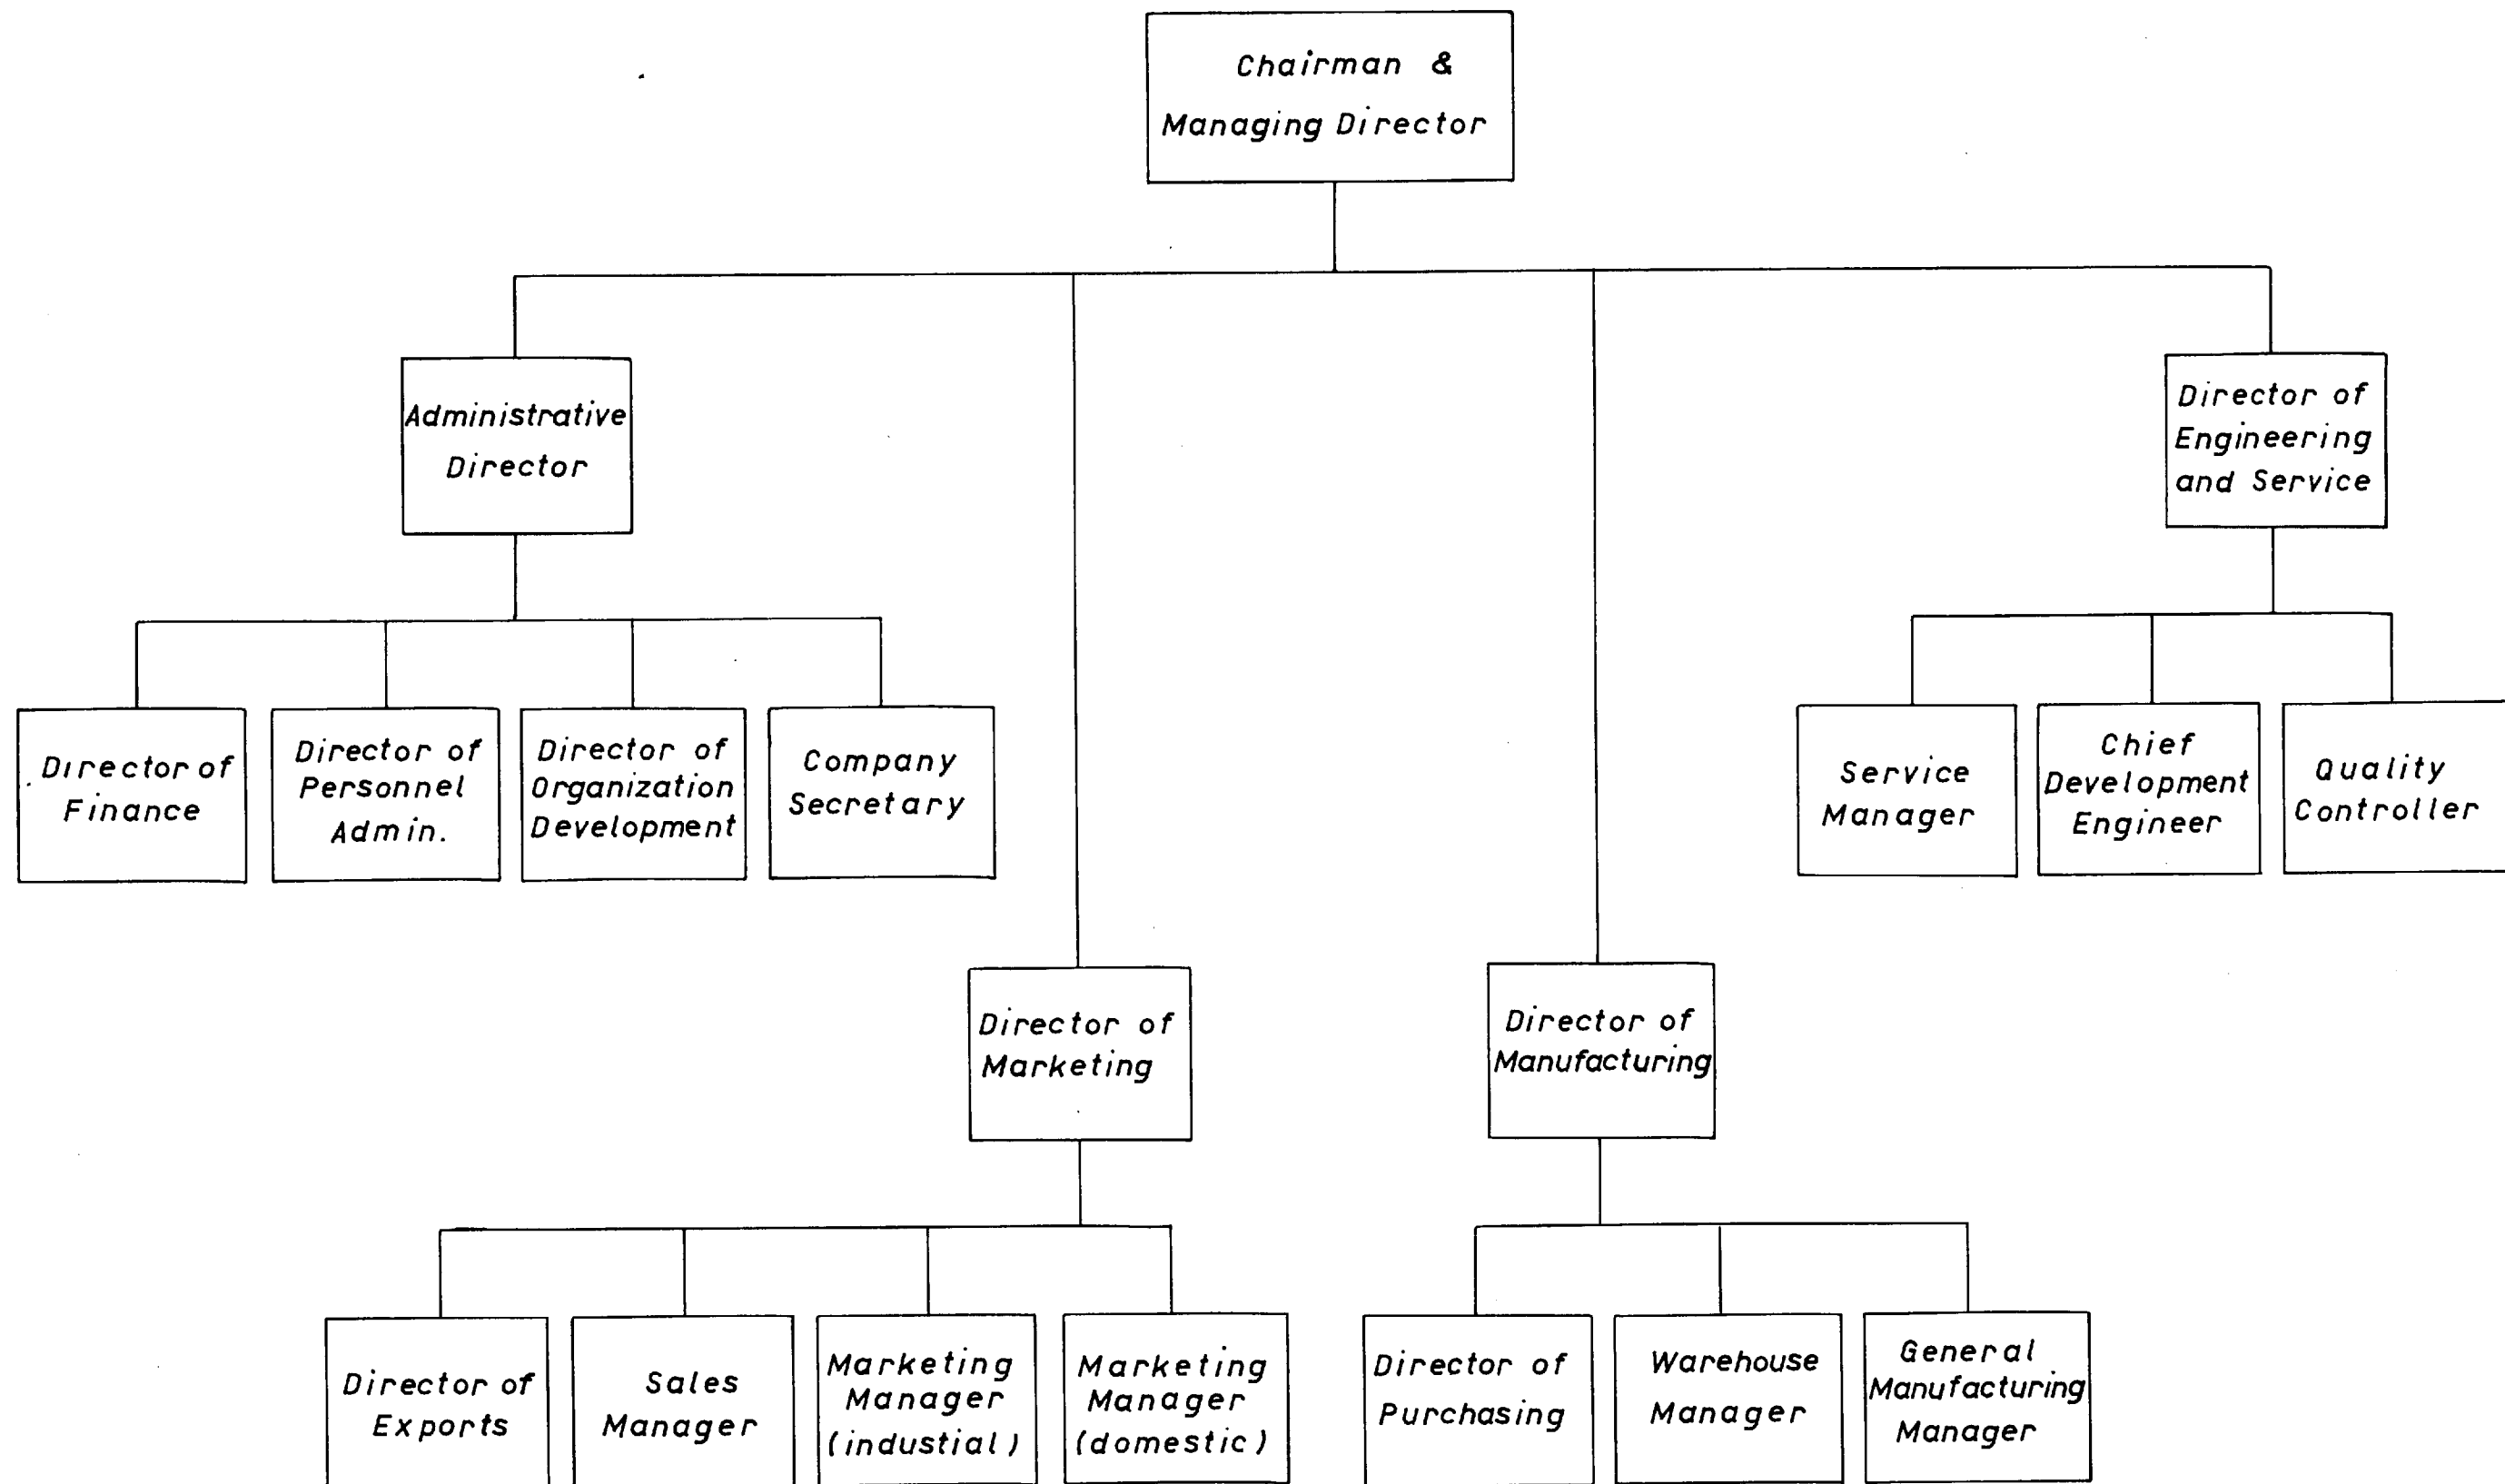 Chairman &
Managing Director
Administrative
Director
Director of
Engineering
and Service
Director of
Finance
Director of
Personnel
Admin.
Director of
Organization
Development
Company
Secretary
Service
Manager
Chief
Development
Engineer
Quality
Controller
Director of
Marketing
Director of
Manufacturing
Director of
Exports
Sales
Manager
Marketing
Manager
(industial)
Marketing
Manager
(domestic)
Director of
Purchasing
Warehouse
Manager
General
Manufacturing
Manager